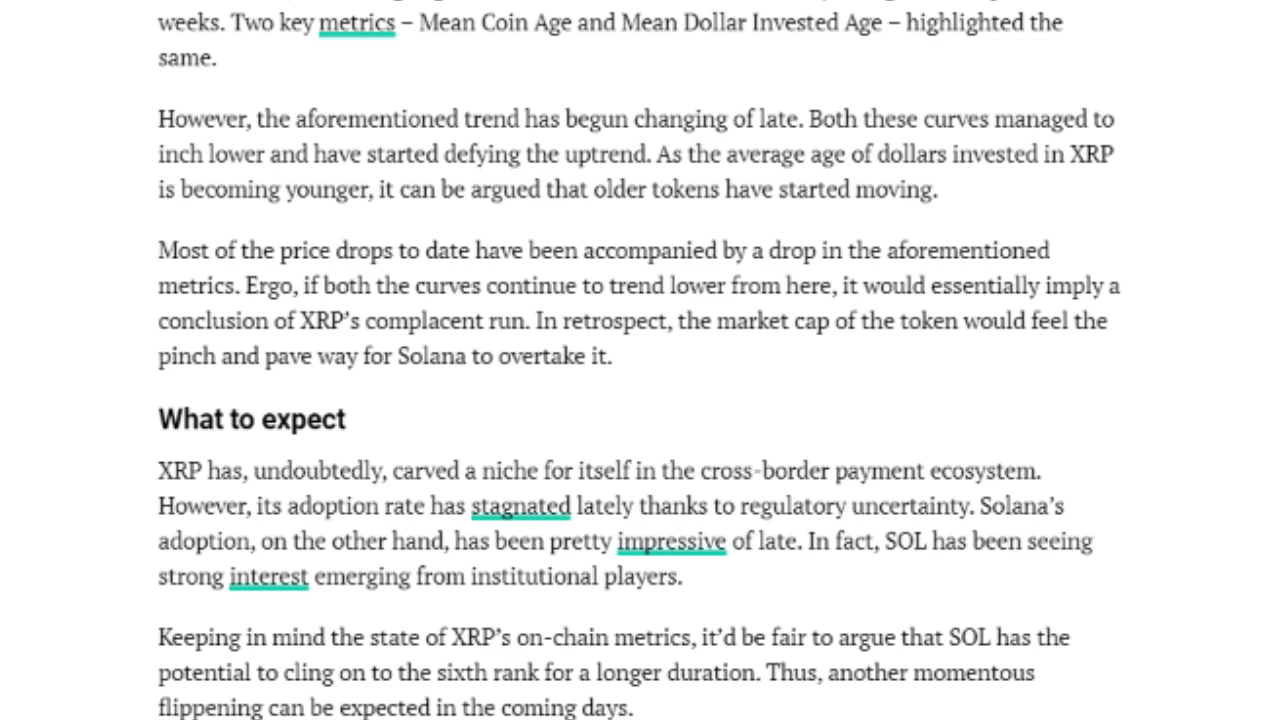 weeks. Two key metrics – Mean Coin Age and Mean Dollar Invested Age – highlighted the
same.
However, the aforementioned trend has begun changing of late. Both these curves managed to
inch lower and have started defying the uptrend. As the average age of dollars invested in XRP
is becoming younger, it can be argued that older tokens have started moving.
Most of the price drops to date have been accompanied by a drop in the aforementioned
metrics. Ergo, if both the curves continue to trend lower from here, it would essentially imply a
conclusion of XRP’s complacent run. In retrospect, the market cap of the token would feel the
pinch and pave way for Solana to overtake it.
What to expect
XRP has, undoubtedly, carved a niche for itself in the cross-border payment ecosystem.
However, its adoption rate has stagnated lately thanks to regulatory uncertainty. Solana’s
adoption, on the other hand, has been pretty impressive of late. In fact, SOL has been seeing
strong interest emerging from institutional players.
Keeping in mind the state of XRP’s on-chain metrics, it’d be fair to argue that SOL has the
potential to cling on to the sixth rank for a longer duration. Thus, another momentous
flippening can be expected in the coming days.